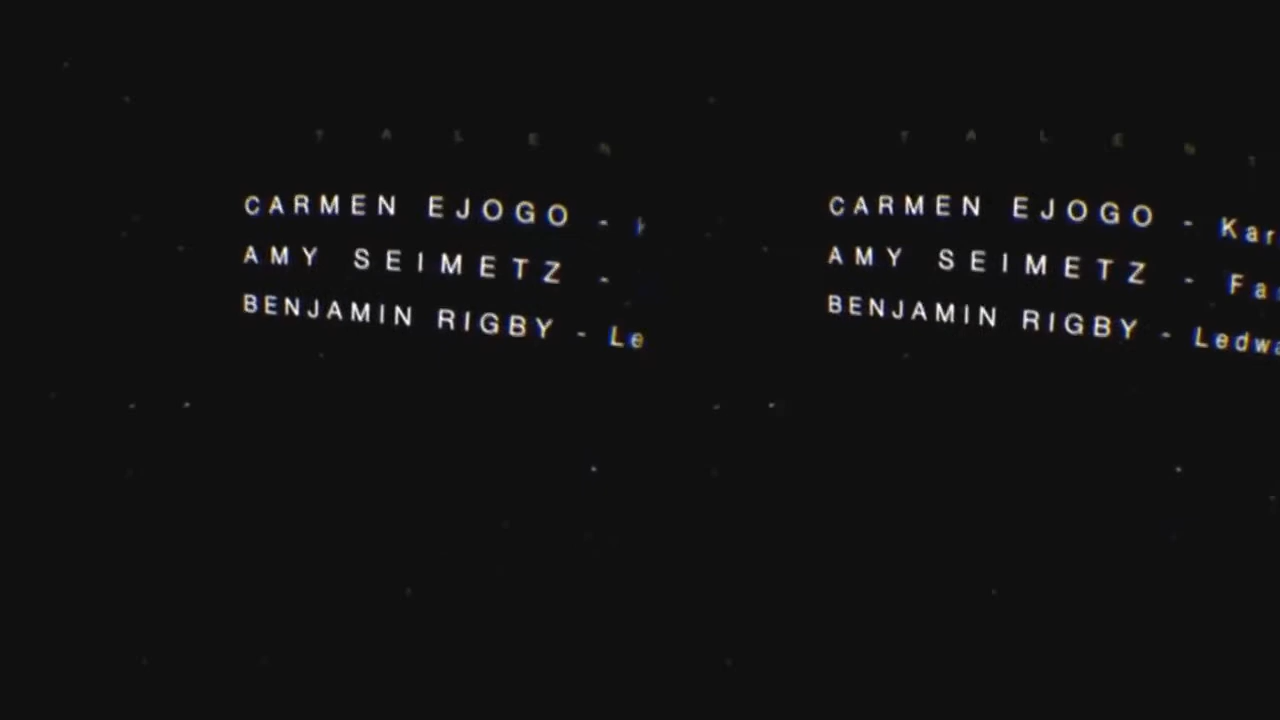 T A L E N T A L E N T
CARMEN EJOGO - CARMEN EJOGO - Kar
AMY SEIMETZ - AMY SEIMETZ - Fa
BENJAMIN RIGBY - Le BENJAMIN RIGBY - Ledwa